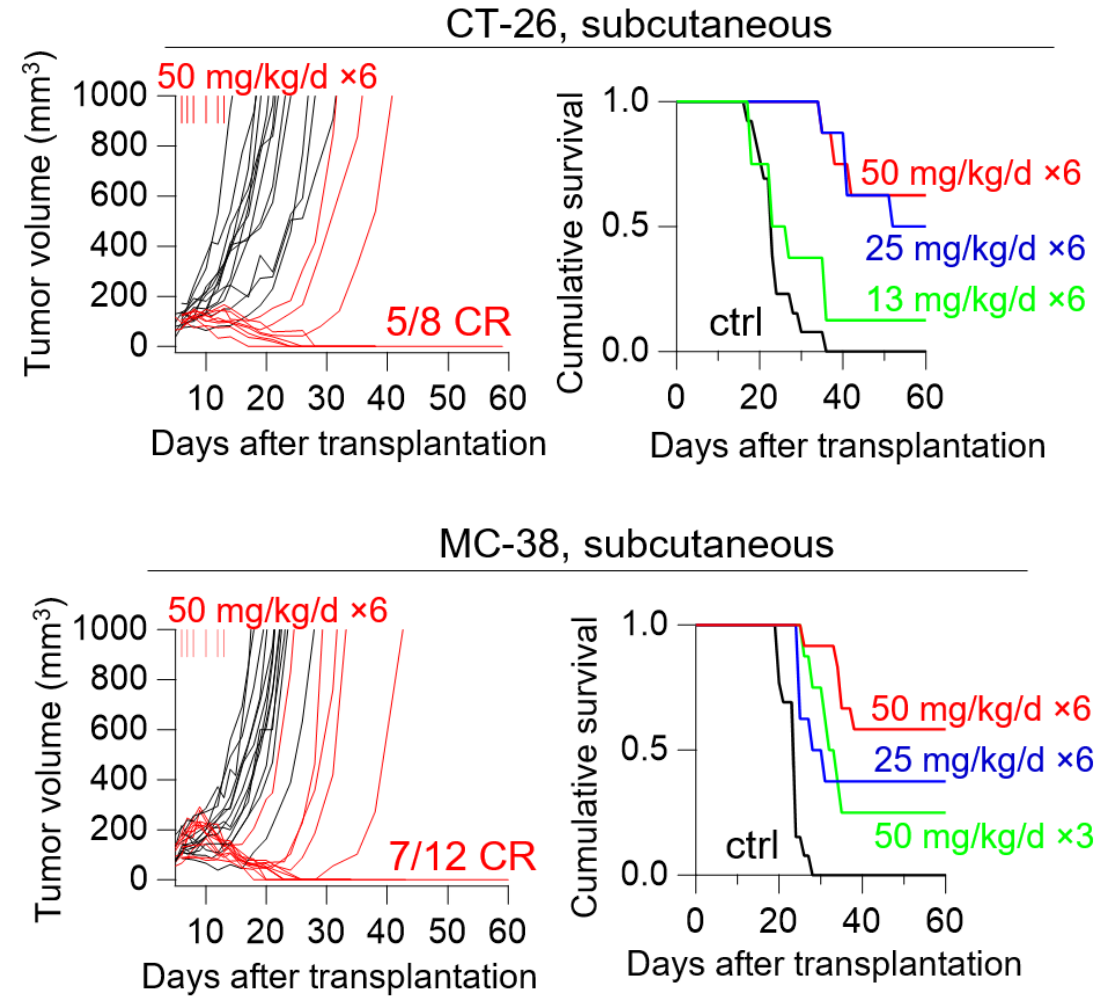 CT-26, subcutaneous
50 mg/kg/d ×6
Tumor volume (mm³)
1000
800
600
400
200
0
5/8 CR
10 20 30 40 50 60
Days after transplantation
Cumulative survival
1.0
0.5
0.0
50 mg/kg/d ×6
25 mg/kg/d ×6
13 mg/kg/d ×6
ctrl
0 20 40 60
Days after transplantation
MC-38, subcutaneous
50 mg/kg/d ×6
Tumor volume (mm³)
1000
800
600
400
200
0
7/12 CR
10 20 30 40 50 60
Days after transplantation
Cumulative survival
1.0
0.5
0.0
50 mg/kg/d ×6
25 mg/kg/d ×6
50 mg/kg/d ×3
ctrl
0 20 40 60
Days after transplantation